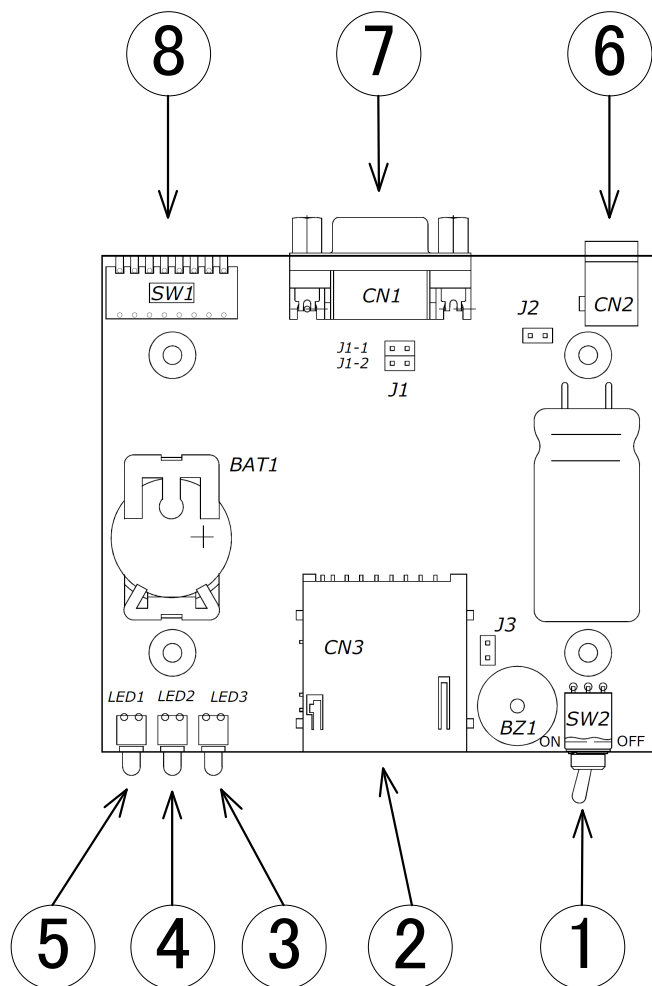 8 7 6
SW1
CN1
CN2
J2
J1-1
J1-2
J1
BAT1
CN3
J3
LED1 LED2 LED3
BZ1
SW2
ON OFF
5 4 3 2 1